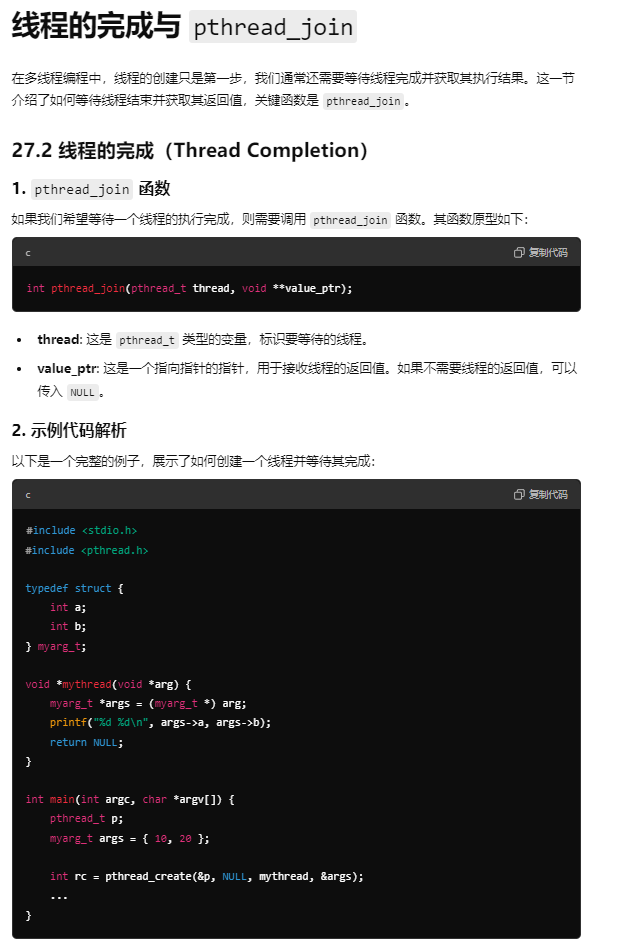 线程的完成与 pthread_join
在多线程编程中，线程的创建只是第一步，我们通常还需要等待线程完成并获取其执行结果。这一节
介绍了如何等待线程结束并获取其返回值，关键函数是 pthread_join。
27.2 线程的完成（Thread Completion）
1. pthread_join 函数
如果我们希望等待一个线程的执行完成，则需要调用 pthread_join 函数。其函数原型如下：
c 复制代码
int pthread_join(pthread_t thread, void **value_ptr);
• thread: 这是 pthread_t 类型的变量，标识要等待的线程。
• value_ptr: 这是一个指向指针的指针，用于接收线程的返回值。如果不需要线程的返回值，可以
传入 NULL。
2. 示例代码解析
以下是一个完整的例子，展示了如何创建一个线程并等待其完成：
c 复制代码
#include <stdio.h>
#include <pthread.h>
typedef struct {
    int a;
    int b;
} myarg_t;
void *mythread(void *arg) {
    myarg_t *args = (myarg_t *) arg;
    printf("%d %d\n", args->a, args->b);
    return NULL;
}
int main(int argc, char *argv[]) {
    pthread_t p;
    myarg_t args = { 10, 20 };
    int rc = pthread_create(&p, NULL, mythread, &args);
    ...
}